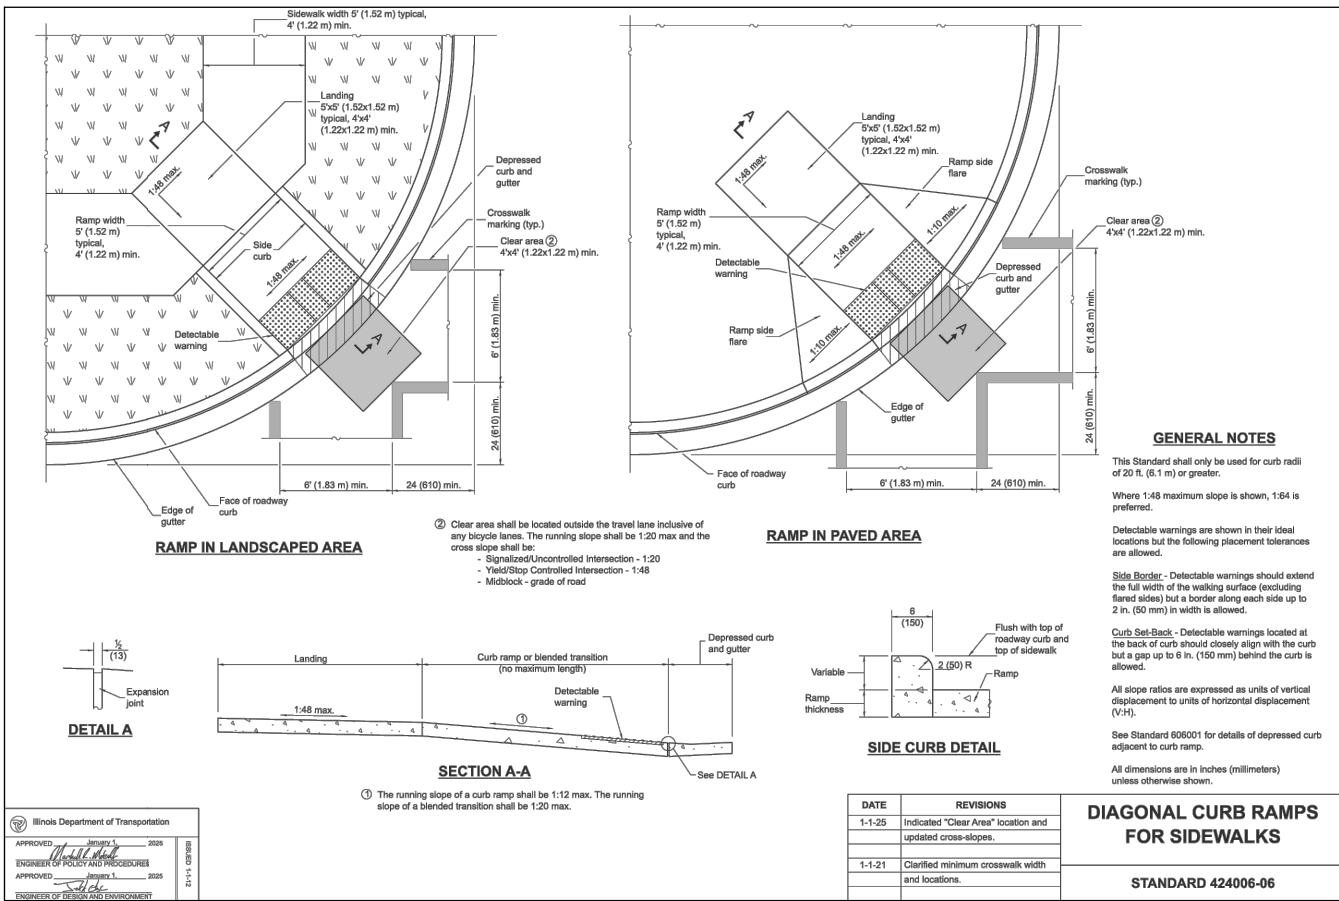 Sidewalk width 5' (1.52 m) typical,
4' (1.22 m) min.
Landing
5'x5' (1.52x1.52 m)
typical, 4'x4'
(1.22x1.22 m) min.
A
1:48 max.
Depressed
curb and
gutter
Ramp width
5' (1.52 m)
typical,
4' (1.22 m) min.
Side
curb
Crosswalk
marking (typ.)
Clear area ②
4'x4' (1.22x1.22 m) min.
1:48 max.
Detectable
warning
A
6' (1.83 m) min.
24 (610) min.
6' (1.83 m) min.
24 (610) min.
Edge of
gutter
Face of roadway
curb
RAMP IN LANDSCAPED AREA
A
Landing
5'x5' (1.52x1.52 m)
typical, 4'x4'
(1.22x1.22 m) min.
1:48 max.
Ramp side
flare
Crosswalk
marking (typ.)
Ramp width
5' (1.52 m)
typical,
4' (1.22 m) min.
1:10 max.
Clear area ②
4'x4' (1.22x1.22 m) min.
1:48 max.
Detectable
warning
Depressed
curb and
gutter
Ramp side
flare
1:10 max.
A
6' (1.83 m) min.
24 (610) min.
Edge of
gutter
Face of roadway
curb
6' (1.83 m) min.
24 (610) min.
RAMP IN PAVED AREA
② Clear area shall be located outside the travel lane inclusive of
any bicycle lanes. The running slope shall be 1:20 max and the
cross slope shall be:
- Signalized/Uncontrolled Intersection - 1:20
- Yield/Stop Controlled Intersection - 1:48
- Midblock - grade of road
GENERAL NOTES
This Standard shall only be used for curb radii
of 20 ft. (6.1 m) or greater.
Where 1:48 maximum slope is shown, 1:64 is
preferred.
Detectable warnings are shown in their ideal
locations but the following placement tolerances
are allowed.
Side Border - Detectable warnings should extend
the full width of the walking surface (excluding
flared sides) but a border along each side up to
2 in. (50 mm) in width is allowed.
Curb Set-Back - Detectable warnings located at
the back of curb should closely align with the curb
but a gap up to 6 in. (150 mm) behind the curb is
allowed.
All slope ratios are expressed as units of vertical
displacement to units of horizontal displacement
(V:H).
See Standard 606001 for details of depressed curb
adjacent to curb ramp.
All dimensions are in inches (millimeters)
unless otherwise shown.
½
(13)
Expansion
joint
DETAIL A
Landing
Curb ramp or blended transition
(no maximum length)
Depressed curb
and gutter
Detectable
warning
1:48 max.
①
See DETAIL A
SECTION A-A
① The running slope of a curb ramp shall be 1:12 max. The running
slope of a blended transition shall be 1:20 max.
6
(150)
Flush with top of
roadway curb and
top of sidewalk
Variable
2 (50) R
Ramp
Ramp
thickness
SIDE CURB DETAIL
Illinois Department of Transportation
APPROVED January 1, 2025
ENGINEER OF POLICY AND PROCEDURES
APPROVED January 1, 2025
ENGINEER OF DESIGN AND ENVIRONMENT
ISSUED 1-1-12
DATE REVISIONS
1-1-25 Indicated "Clear Area" location and
updated cross-slopes.
1-1-21 Clarified minimum crosswalk width
and locations.
DIAGONAL CURB RAMPS
FOR SIDEWALKS
STANDARD 424006-06